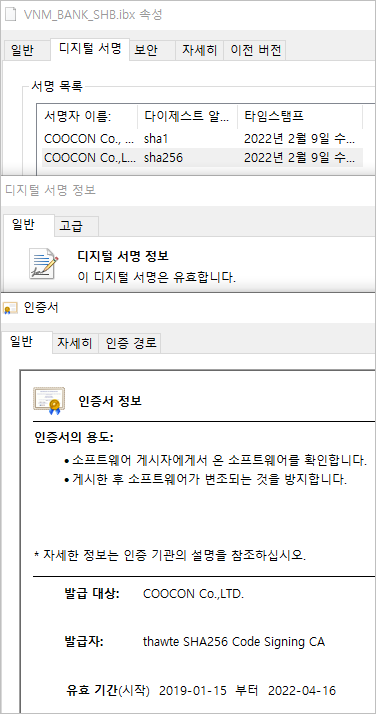 VNM_BANK_SHB.ibx 속성
일반 디지털 서명 보안 자세히 이전 버전
서명 목록
서명자 이름: 다이제스트 알... 타임스탬프
COOCON Co., ... sha1 2022년 2월 9일 수...
COOCON Co.,L... sha256 2022년 2월 9일 수...
디지털 서명 정보
일반 고급
디지털 서명 정보
이 디지털 서명은 유효합니다.
인증서
일반 자세히 인증 경로
인증서 정보
인증서의 용도:
• 소프트웨어 게시자에게서 온 소프트웨어를 확인합니다.
• 게시한 후 소프트웨어가 변조되는 것을 방지합니다.
* 자세한 정보는 인증 기관의 설명을 참조하십시오.
발급 대상: COOCON Co.,LTD.
발급자: thawte SHA256 Code Signing CA
유효 기간(시작) 2019-01-15 부터 2022-04-16